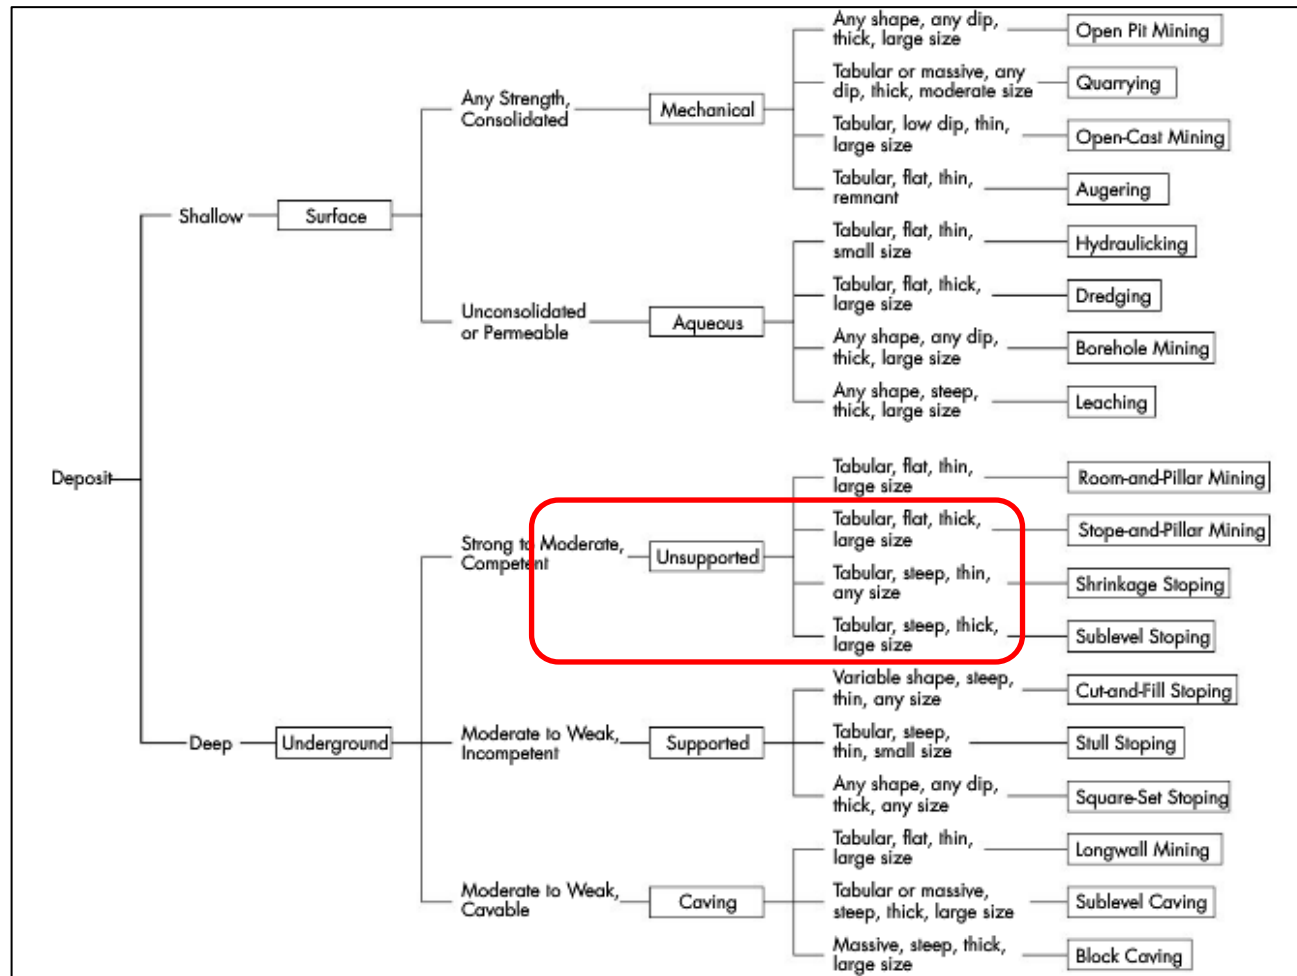 Deposit
Shallow
Surface
Any Strength,
Consolidated
Mechanical
Any shape, any dip,
thick, large size
Open Pit Mining
Tabular or massive, any
dip, thick, moderate size
Quarrying
Tabular, low dip, thin,
large size
Open-Cast Mining
Tabular, flat, thin,
remnant
Augering
Unconsolidated
or Permeable
Aqueous
Tabular, flat, thin,
small size
Hydraulicking
Tabular, flat, thick,
large size
Dredging
Any shape, any dip,
thick, large size
Borehole Mining
Any shape, steep,
thick, large size
Leaching
Deep
Underground
Strong to Moderate,
Competent
Unsupported
Tabular, flat, thin,
large size
Room-and-Pillar Mining
Tabular, flat, thick,
large size
Stope-and-Pillar Mining
Tabular, steep, thin,
any size
Shrinkage Stoping
Tabular, steep, thick,
large size
Sublevel Stoping
Moderate to Weak,
Incompetent
Supported
Variable shape, steep,
thin, any size
Cut-and-Fill Stoping
Tabular, steep,
thin, small size
Stull Stoping
Any shape, any dip,
thick, any size
Square-Set Stoping
Moderate to Weak,
Cavable
Caving
Tabular, flat, thin,
large size
Longwall Mining
Tabular or massive,
steep, thick, large size
Sublevel Caving
Massive, steep, thick,
large size
Block Caving